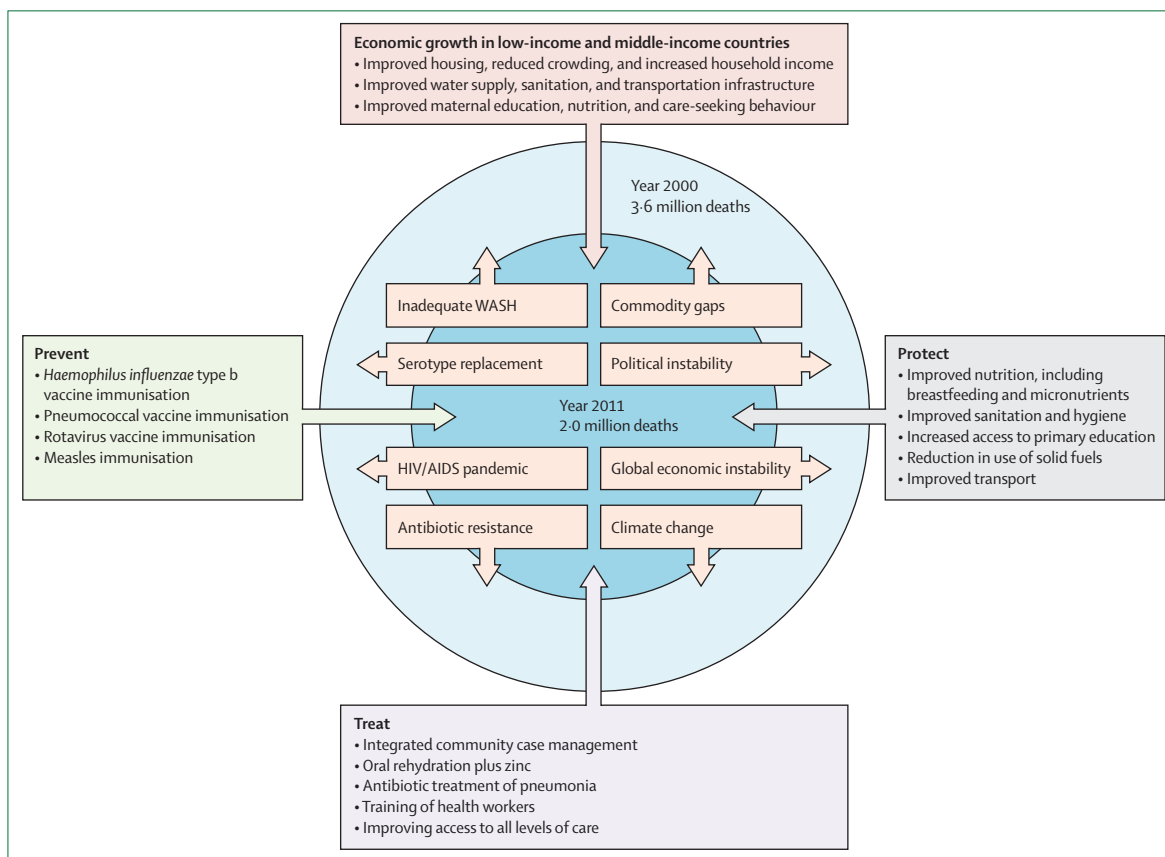 Economic growth in low-income and middle-income countries
• Improved housing, reduced crowding, and increased household income
• Improved water supply, sanitation, and transportation infrastructure
• Improved maternal education, nutrition, and care-seeking behaviour
Year 2000
3·6 million deaths
Inadequate WASH
Commodity gaps
Serotype replacement
Political instability
Prevent
• Haemophilus influenzae type b
vaccine immunisation
• Pneumococcal vaccine immunisation
• Rotavirus vaccine immunisation
• Measles immunisation
Year 2011
2·0 million deaths
Protect
• Improved nutrition, including
breastfeeding and micronutrients
• Improved sanitation and hygiene
• Increased access to primary education
• Reduction in use of solid fuels
• Improved transport
HIV/AIDS pandemic
Global economic instability
Antibiotic resistance
Climate change
Treat
• Integrated community case management
• Oral rehydration plus zinc
• Antibiotic treatment of pneumonia
• Training of health workers
• Improving access to all levels of care